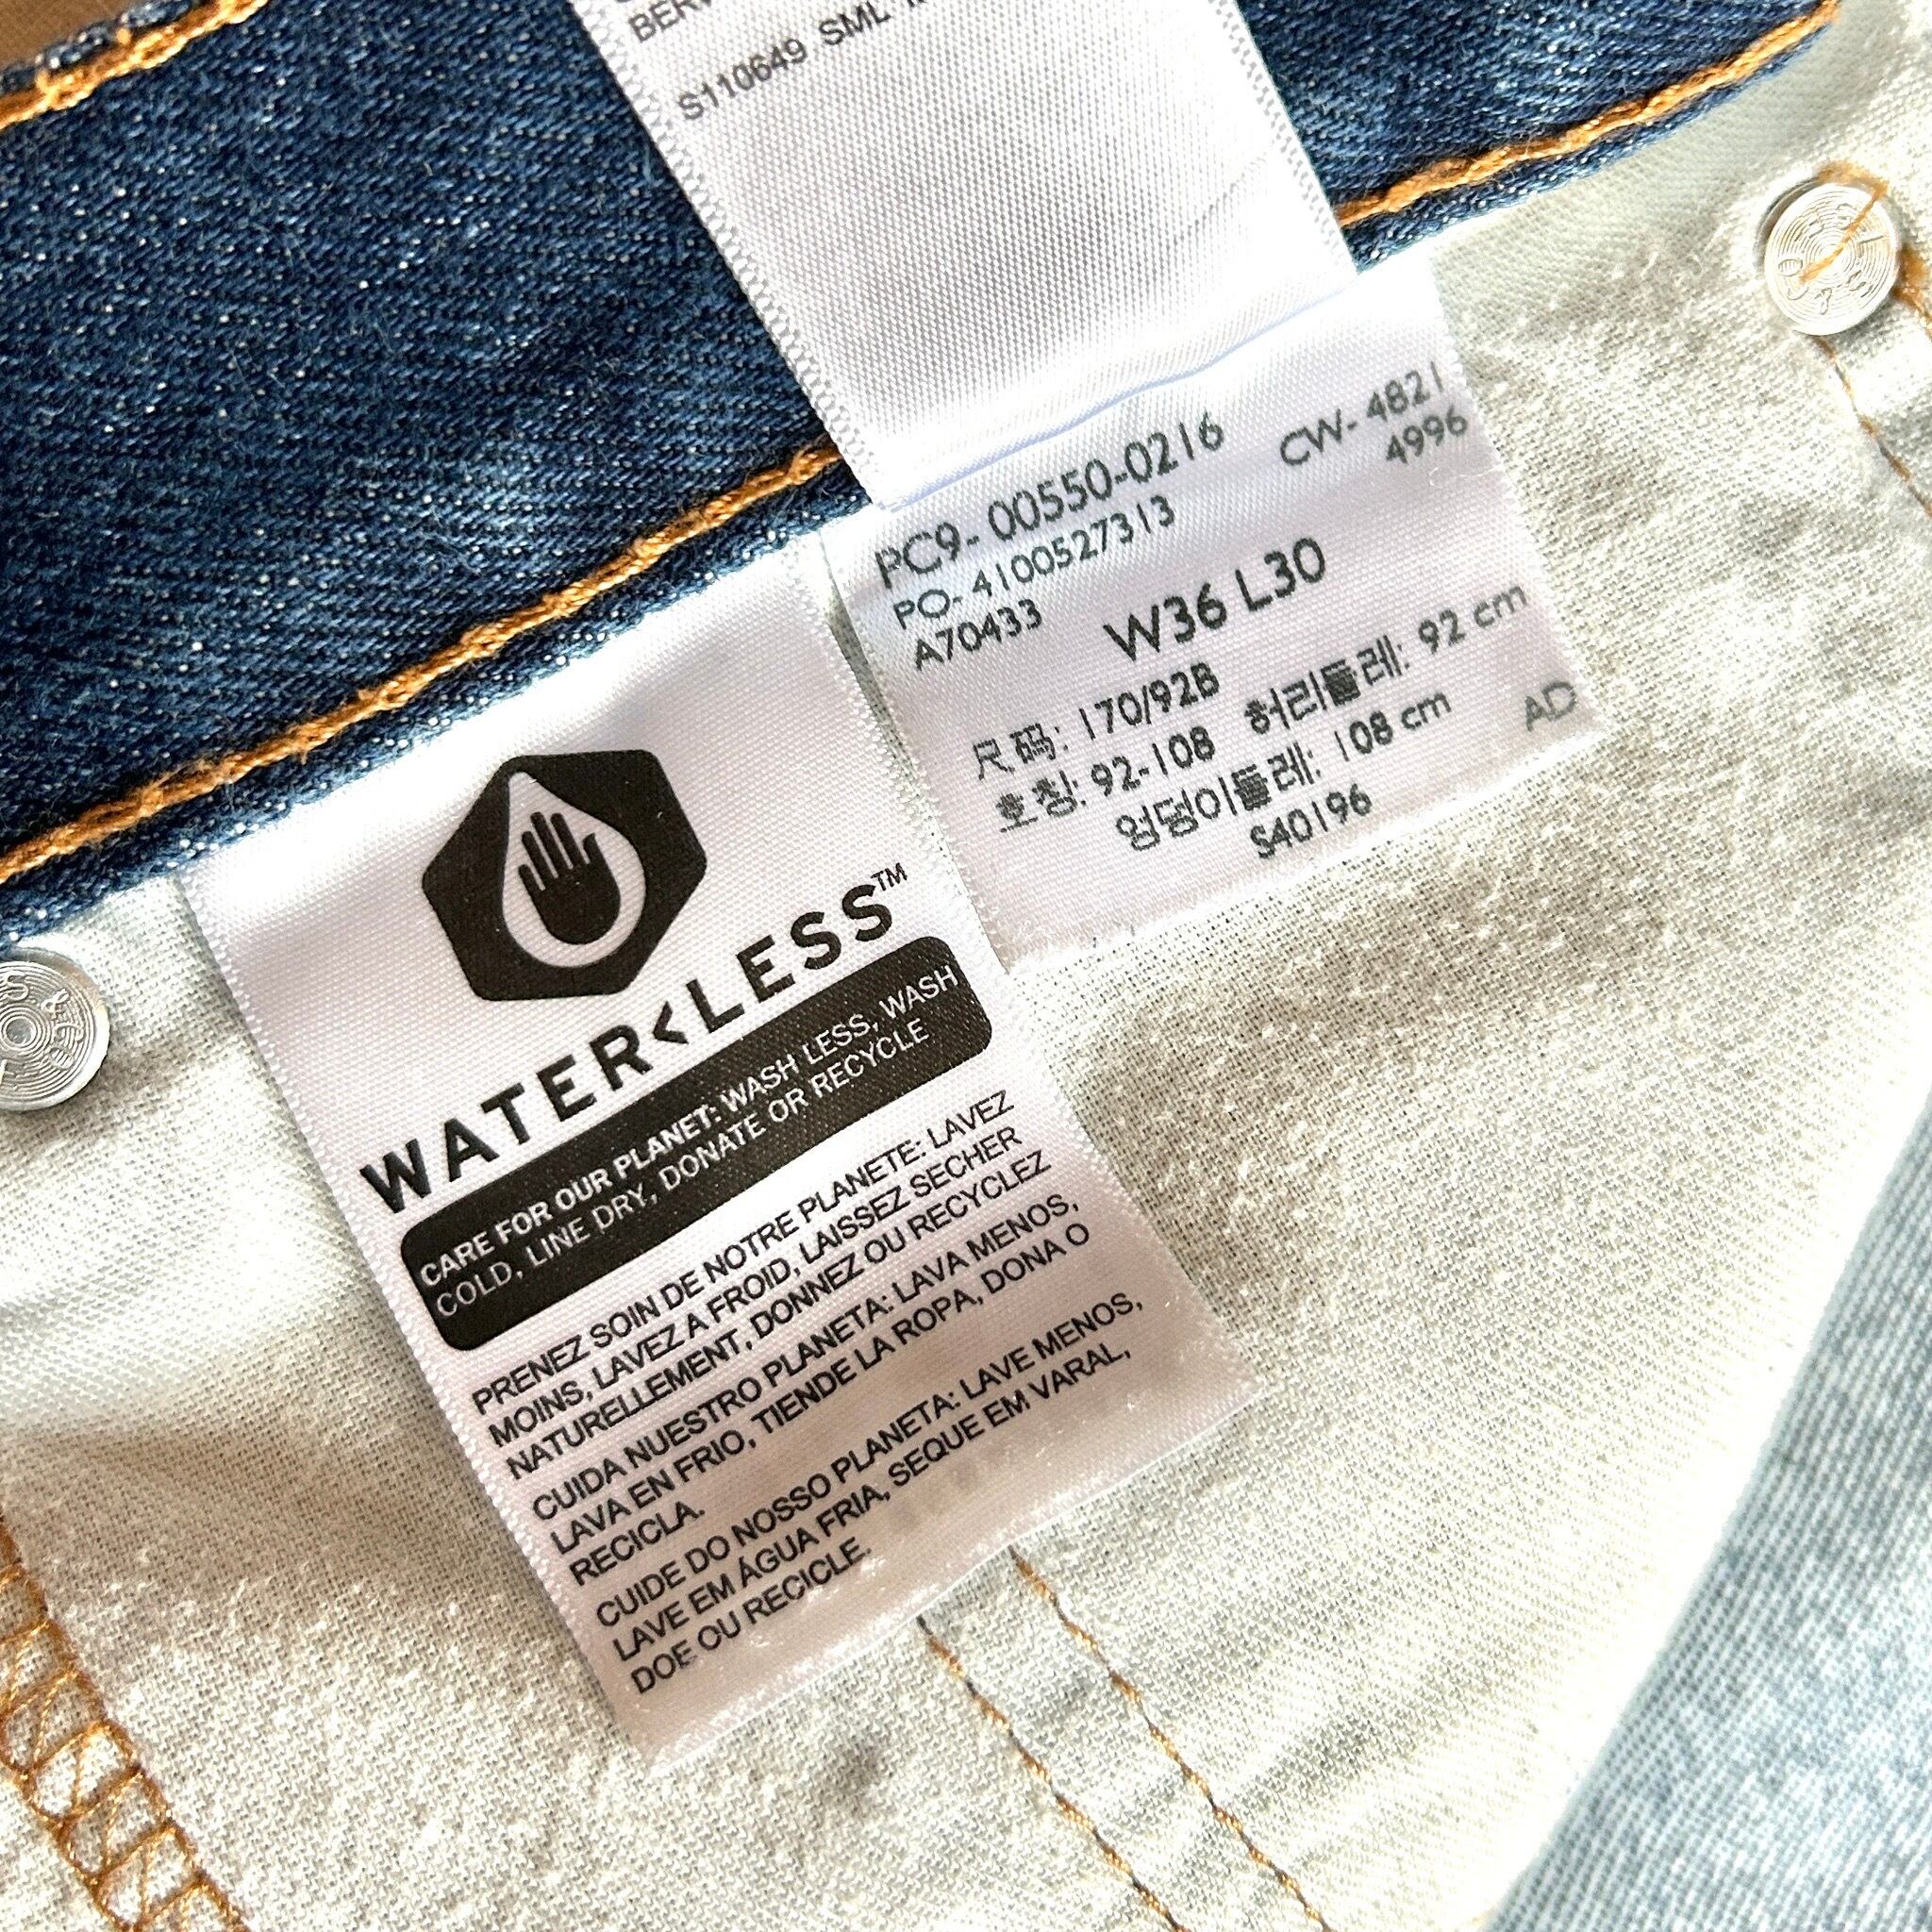 S110649 SML
PC9- 00550-0216 CW- 4821
PO- 4100527313 4996
A70433
W36 L30
尺码: 170/92B
호칭: 92-108 허리둘레: 92 cm
엉덩이둘레: 108 cm AD
S40196
WATER<LESS™
CARE FOR OUR PLANET: WASH LESS, WASH
COLD, LINE DRY, DONATE OR RECYCLE
PRENEZ SOIN DE NOTRE PLANETE: LAVEZ
MOINS, LAVEZ A FROID, LAISSEZ SECHER
NATURELLEMENT, DONNEZ OU RECYCLEZ
CUIDA NUESTRO PLANETA: LAVA MENOS,
LAVA EN FRIO, TIENDE LA ROPA, DONA O
RECICLA.
CUIDE DO NOSSO PLANETA: LAVE MENOS,
LAVE EM ÁGUA FRIA, SEQUE EM VARAL,
DOE OU RECICLE.